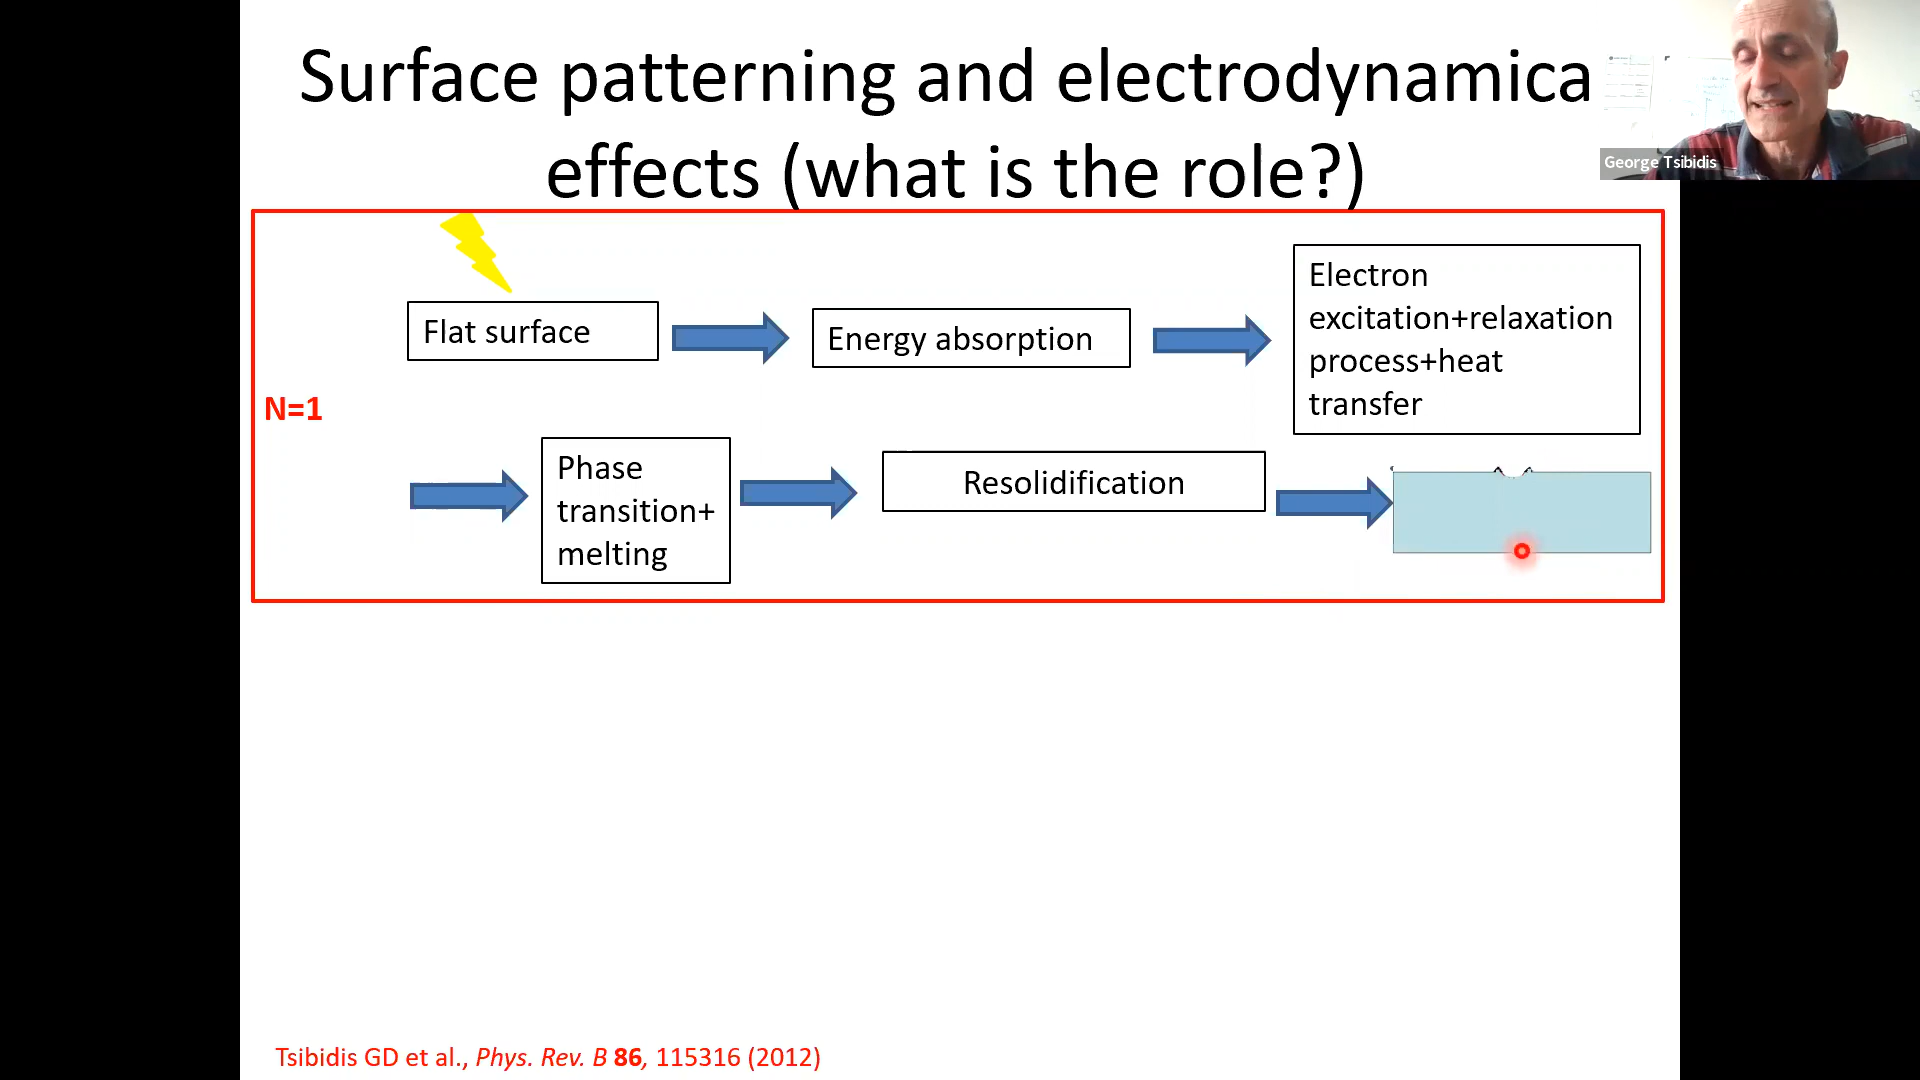 Surface patterning and electrodynamica
effects (what is the role?)
George Tsibidis
Flat surface
Energy absorption
Electron
excitation+relaxation
process+heat
transfer
N=1
Phase
transition+
melting
Resolidification
Tsibidis GD et al., Phys. Rev. B 86, 115316 (2012)